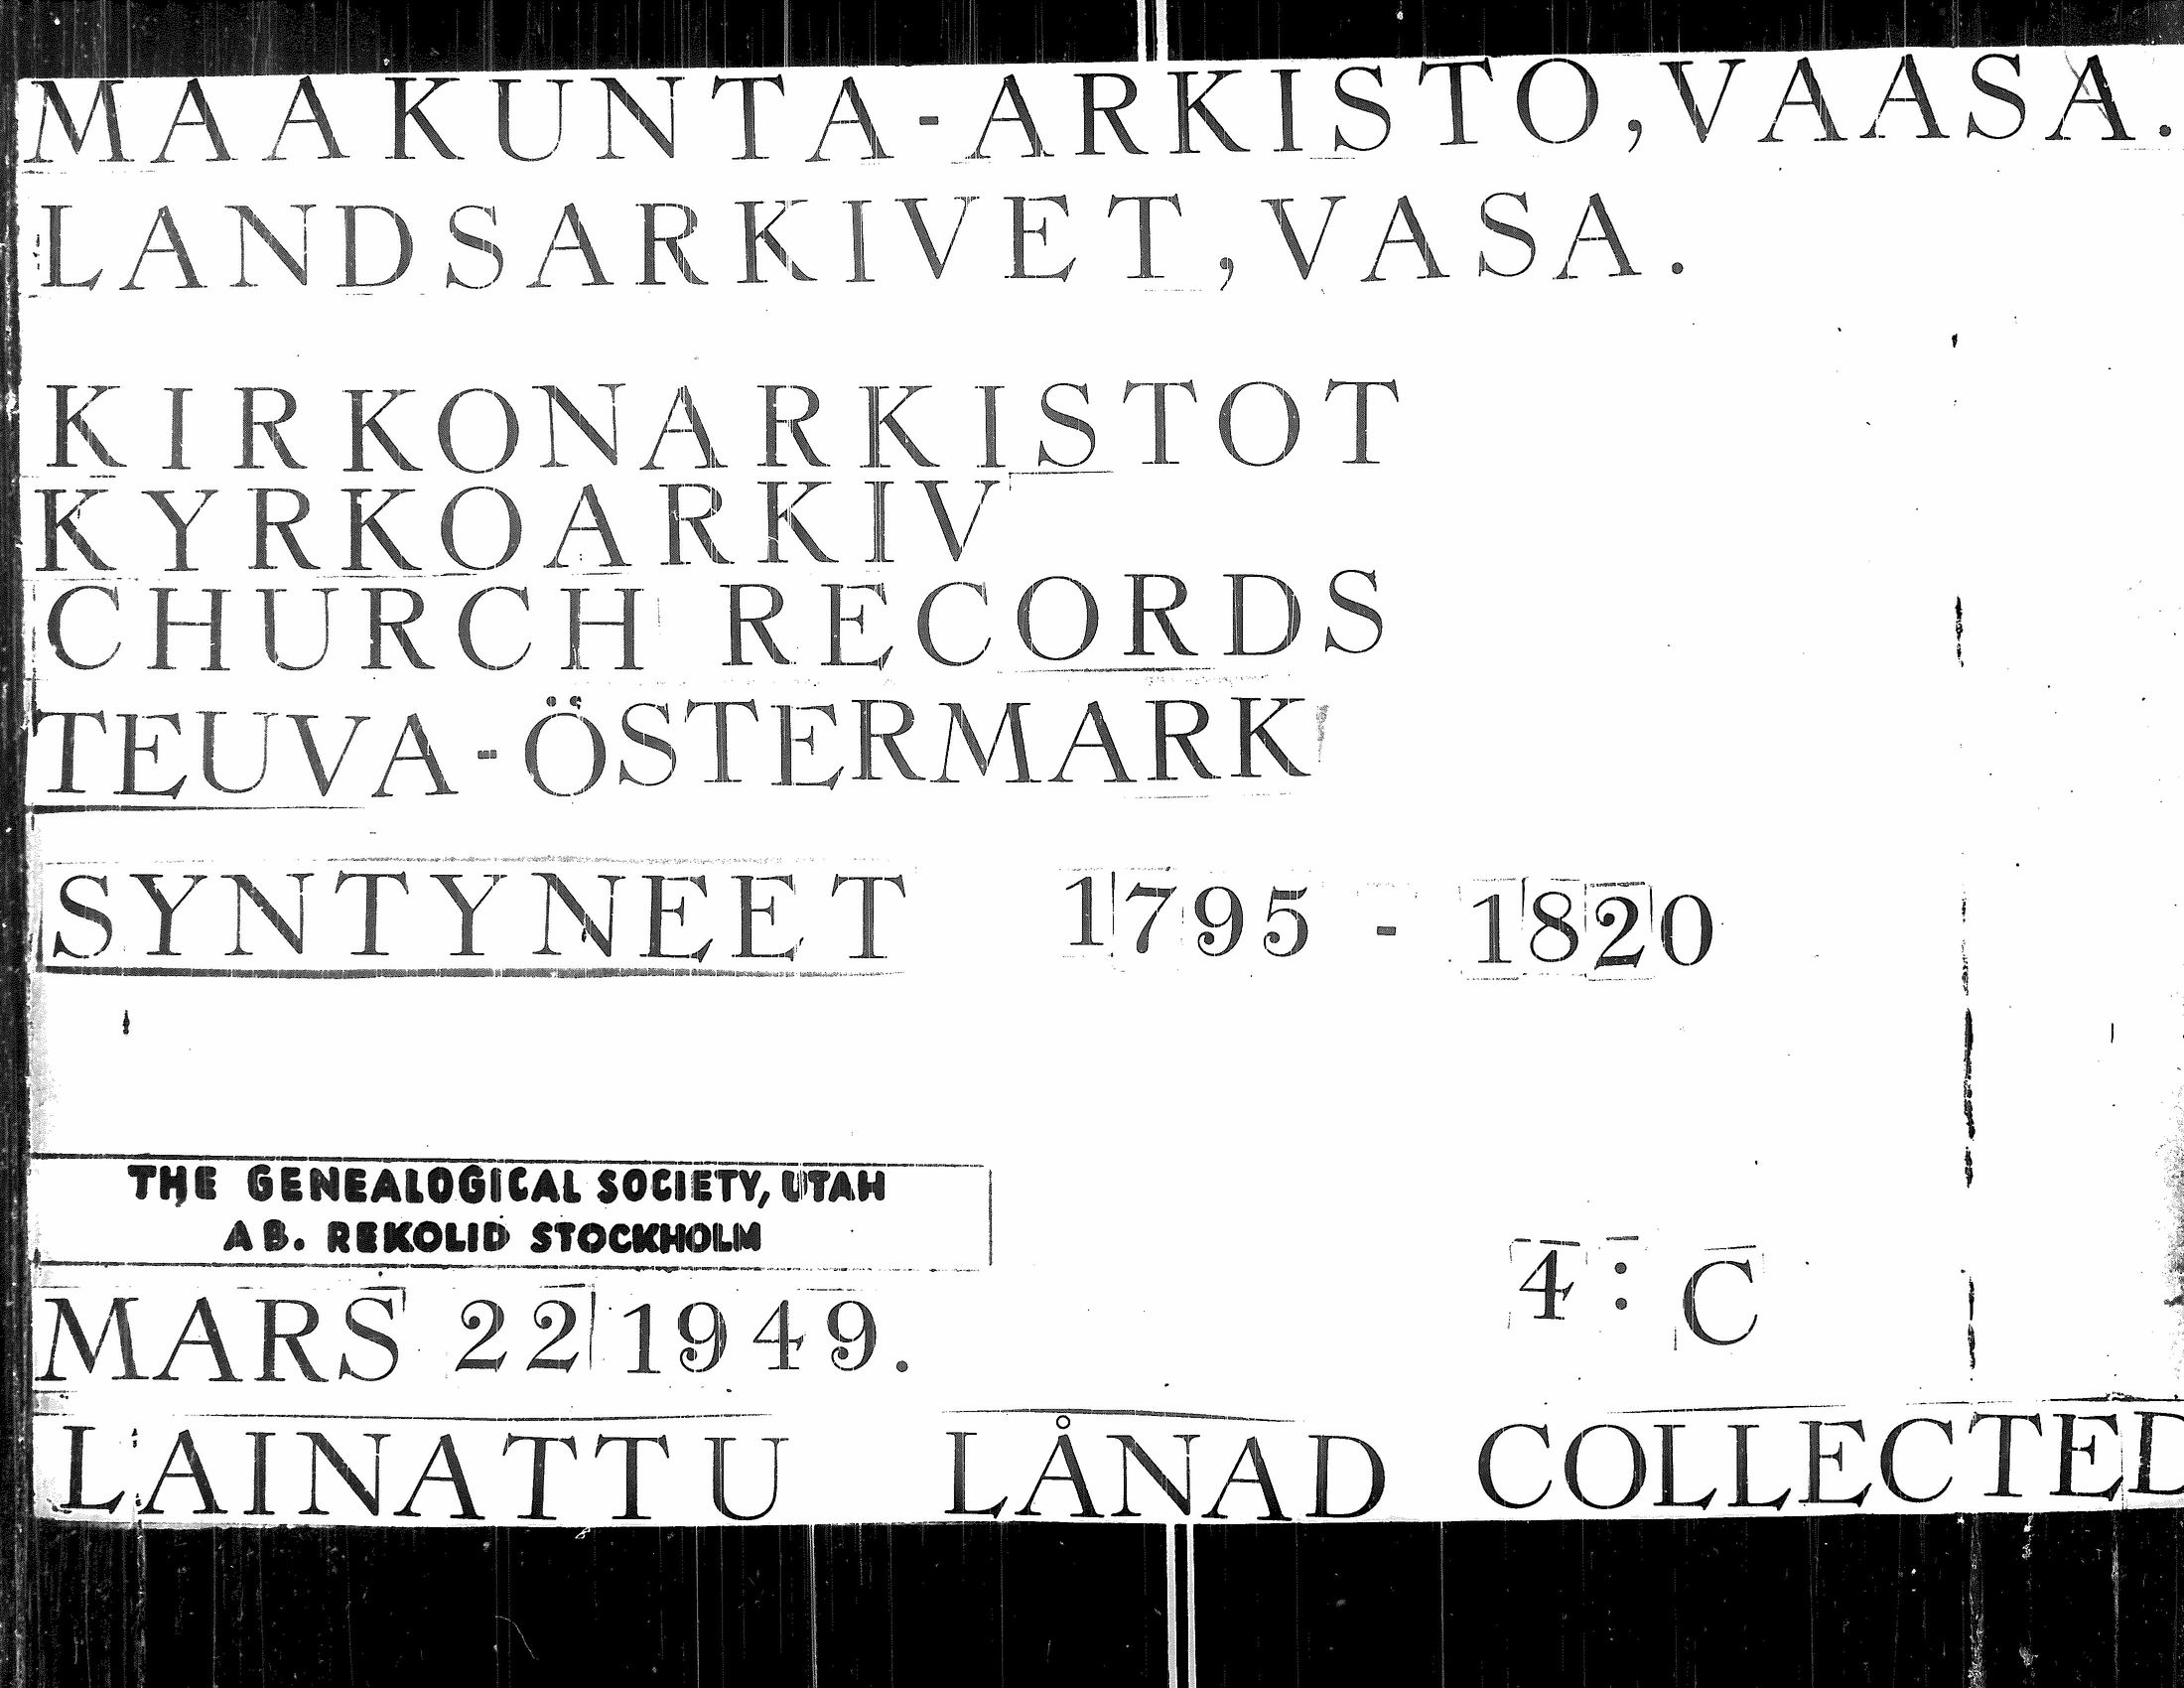 MAAKUNTA-ARKISTO, VAASA.
LANDSARKIVET, VASA.
KIRKONARKISTOT
KYRKOARKIV
CHURCH RECORDS
TEUVA-ÖSTERMARK
SYNTYNEET 1795 - 1820
THE GENEALOGICAL SOCIETY, UTAH
AB. REKOLID STOCKHOLM
4:C
MARS 22 1949.
LAINATTU LÅNAD COLLECTED